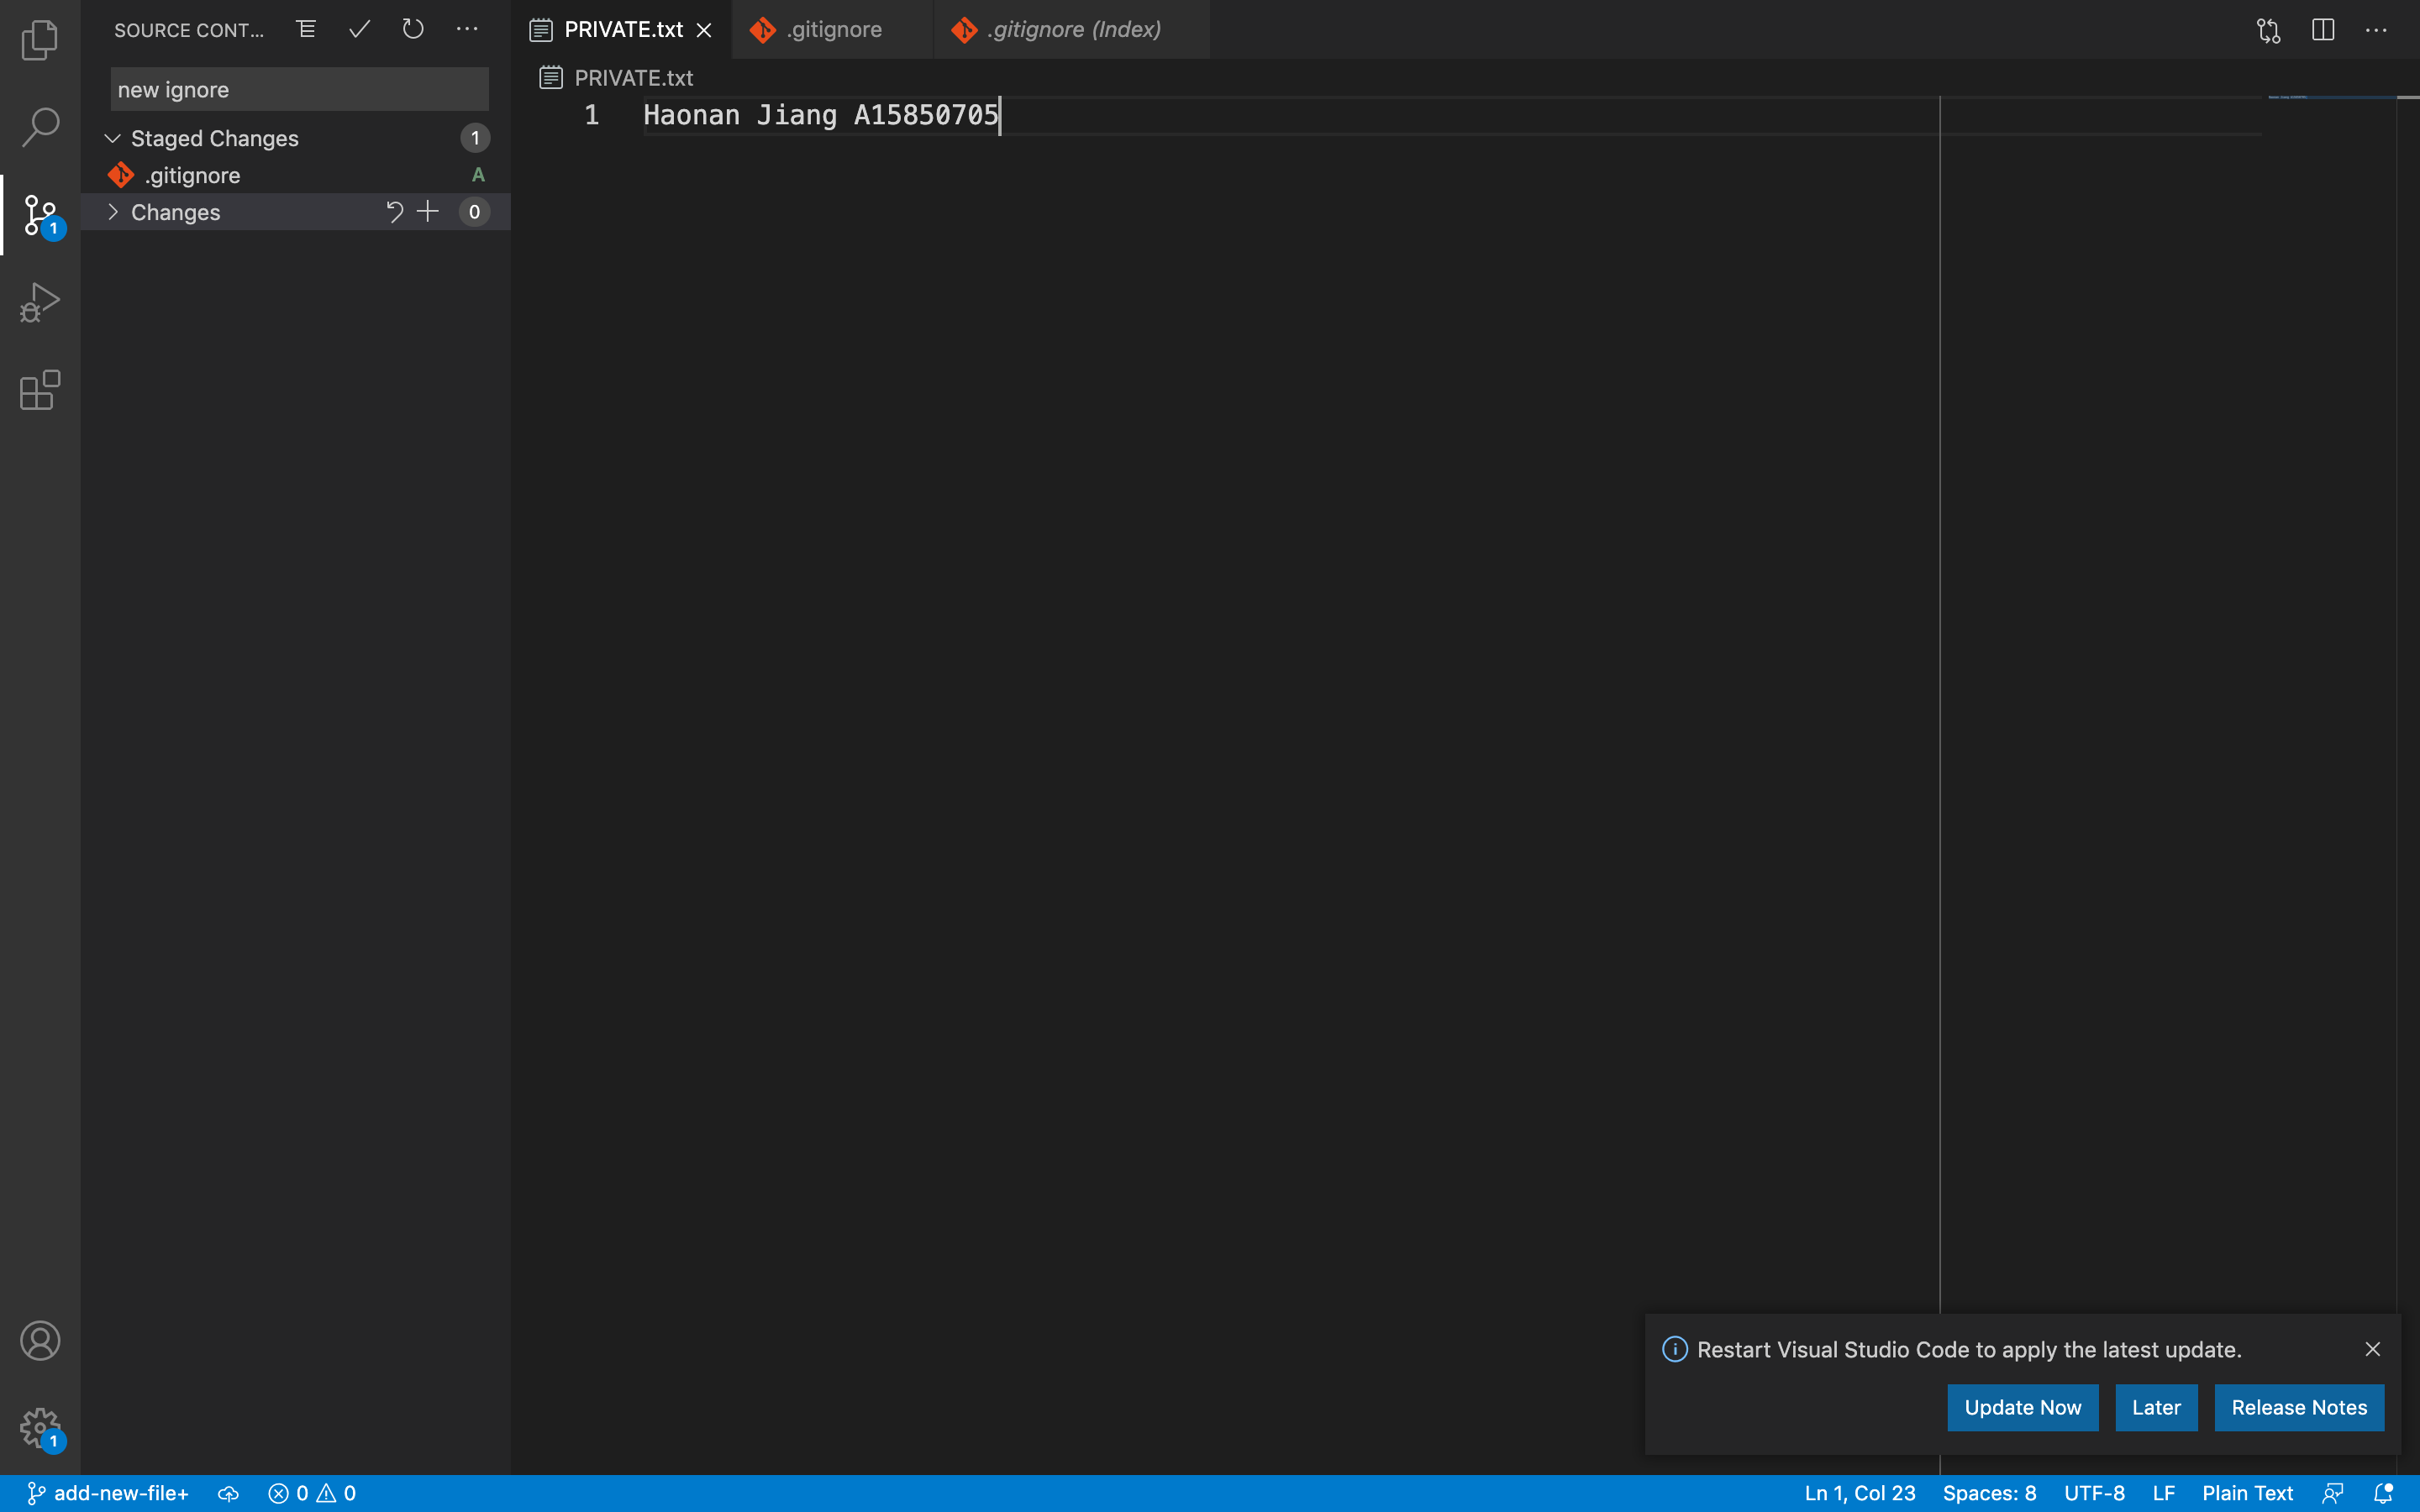 SOURCE CONT...
PRIVATE.txt
.gitignore
.gitignore (Index)
new ignore
PRIVATE.txt
1 Haonan Jiang A15850705
Staged Changes 1
.gitignore A
Changes 0
1
Restart Visual Studio Code to apply the latest update.
Update Now
Later
Release Notes
1
add-new-file+
0 0
Ln 1, Col 23
Spaces: 8
UTF-8
LF
Plain Text